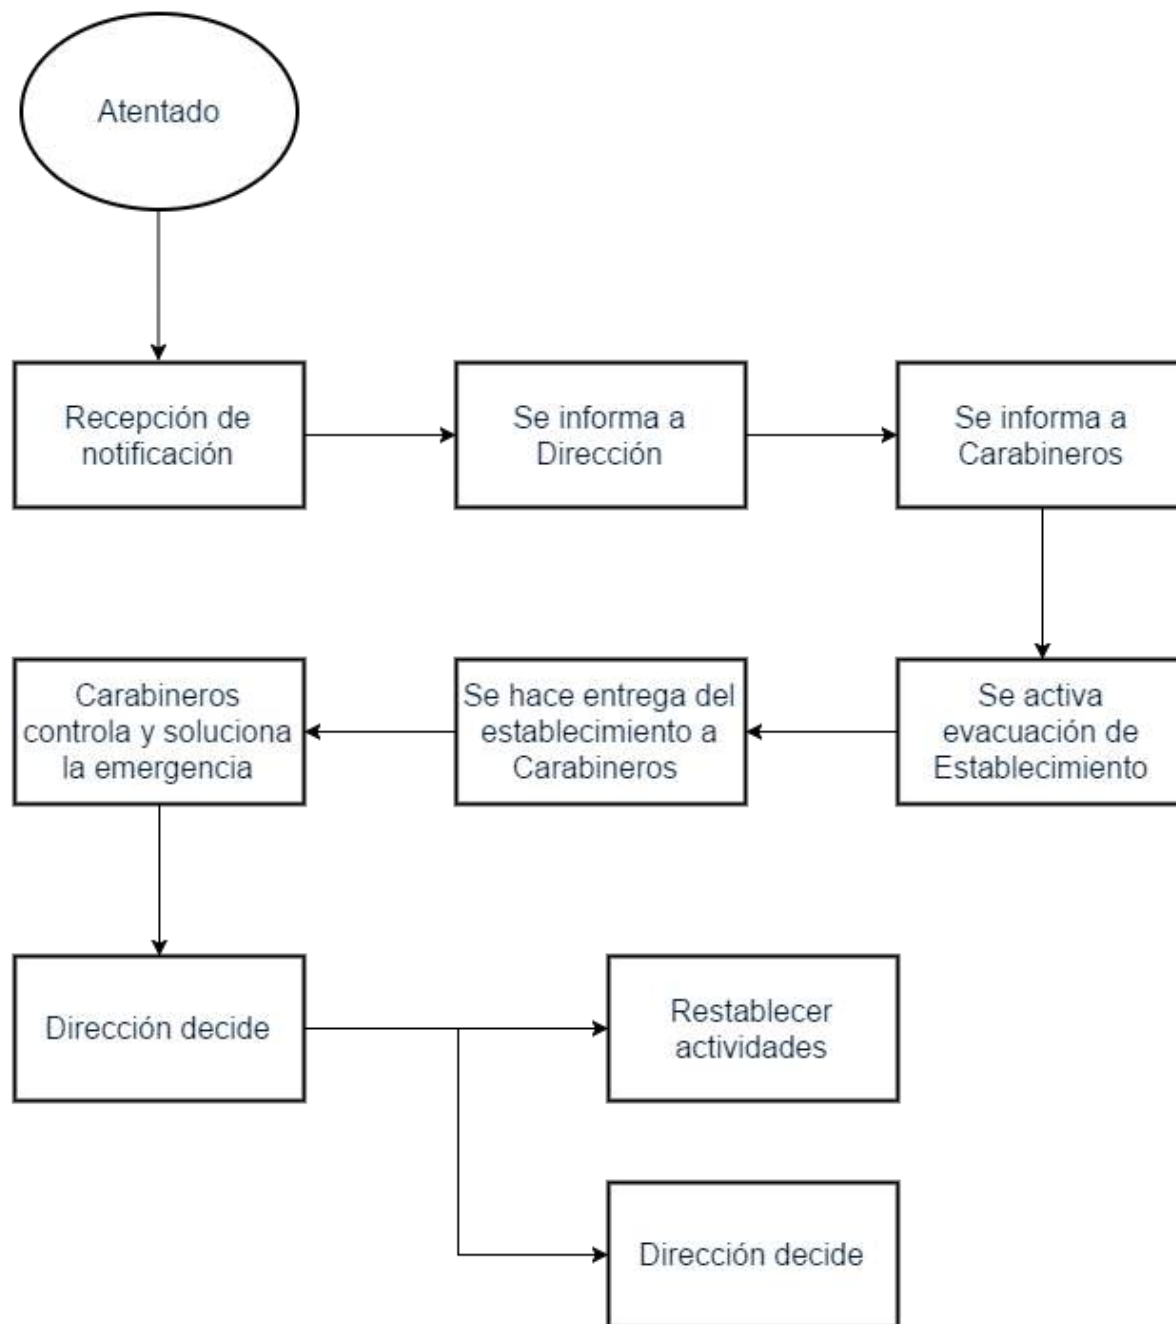 Atentado
Recepción de
notificación
Se informa a
Dirección
Se informa a
Carabineros
Se activa
evacuación de
Establecimiento
Se hace entrega del
establecimiento a
Carabineros
Carabineros
controla y soluciona
la emergencia
Dirección decide
Restablecer
actividades
Dirección decide